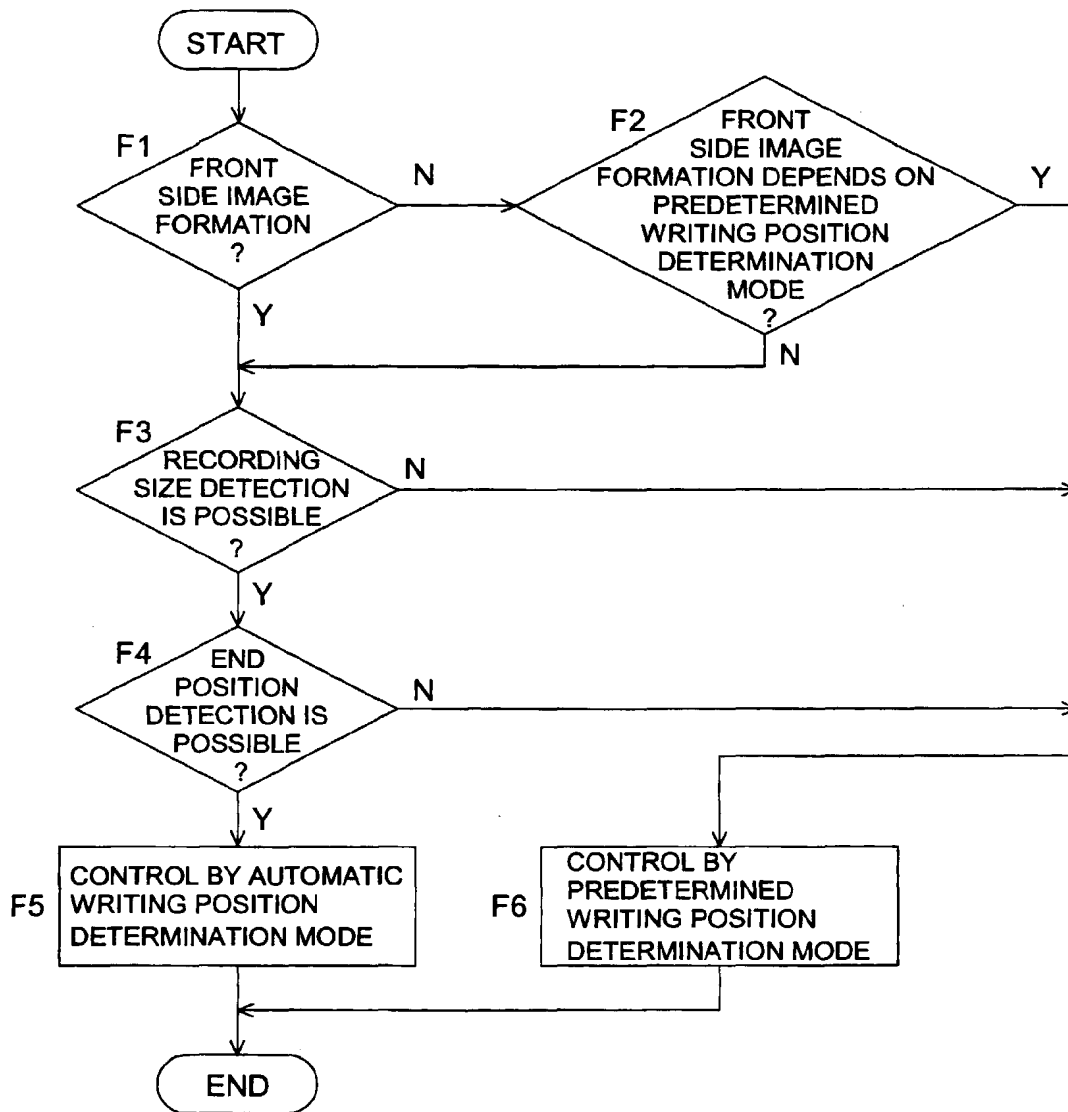 START
F1
FRONT
SIDE IMAGE
FORMATION
?
N
Y
F2
FRONT
SIDE IMAGE
FORMATION DEPENDS ON
PREDETERMINED
WRITING POSITION
DETERMINATION
MODE
?
Y
N
F3
RECORDING
SIZE DETECTION
IS POSSIBLE
?
N
Y
F4
END
POSITION
DETECTION IS
POSSIBLE
?
N
Y
F5
CONTROL BY AUTOMATIC
WRITING POSITION
DETERMINATION MODE
F6
CONTROL BY
PREDETERMINED
WRITING POSITION
DETERMINATION MODE
END